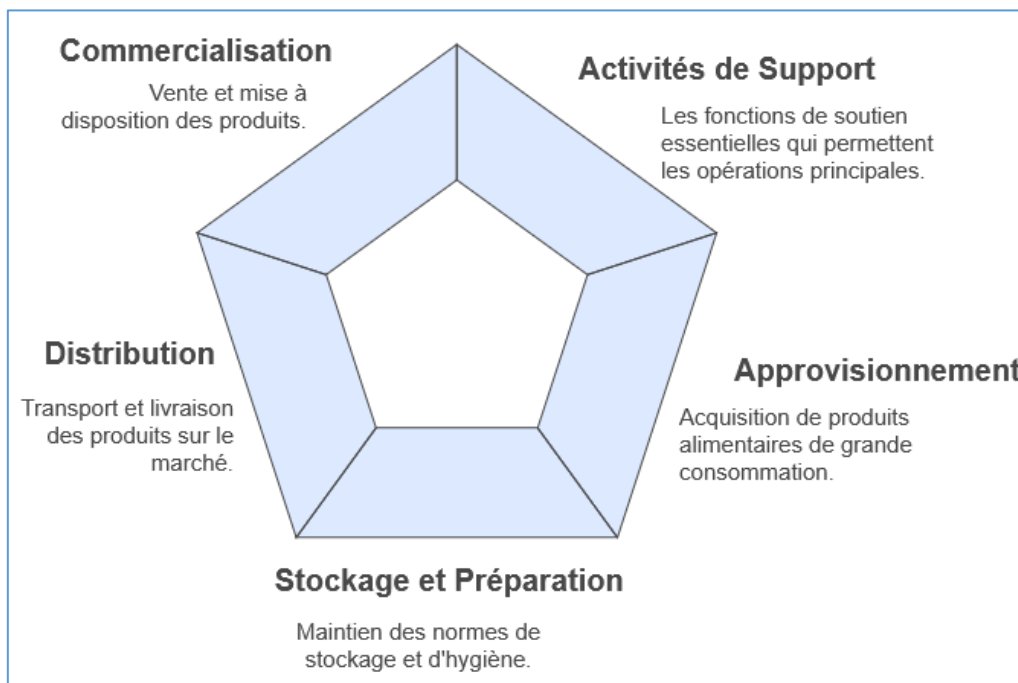 Commercialisation
Vente et mise à
disposition des produits.
Activités de Support
Les fonctions de soutien
essentielles qui permettent
les opérations principales.
Distribution
Transport et livraison
des produits sur le
marché.
Approvisionnement
Acquisition de produits
alimentaires de grande
consommation.
Stockage et Préparation
Maintien des normes de
stockage et d'hygiène.